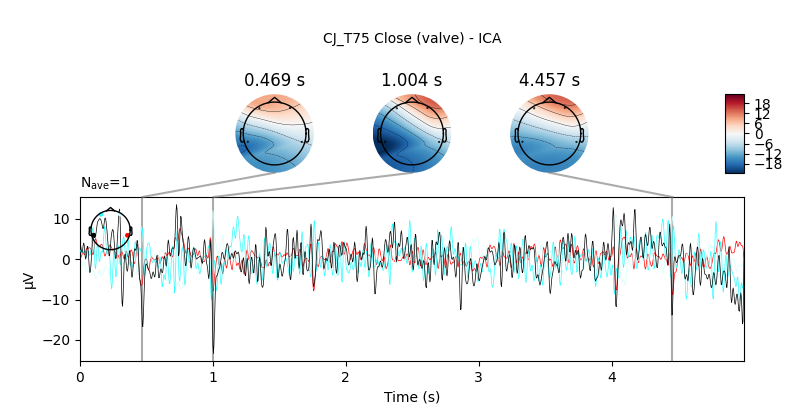 CJ_T75 Close (valve) - ICA
0.469 s
1.004 s
4.457 s
18
12
6
0
−6
−12
−18
Nave=1
10
0
−10
−20
µV
0
1
2
3
4
Time (s)